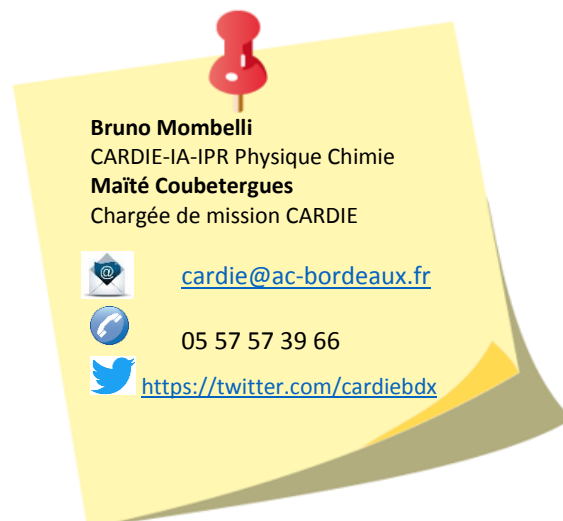 Bruno Mombelli
CARDIE-IA-IPR Physique Chimie
Maïté Coubetergues
Chargée de mission CARDIE
@
cardie@ac-bordeaux.fr
05 57 57 39 66
https://twitter.com/cardiebdx